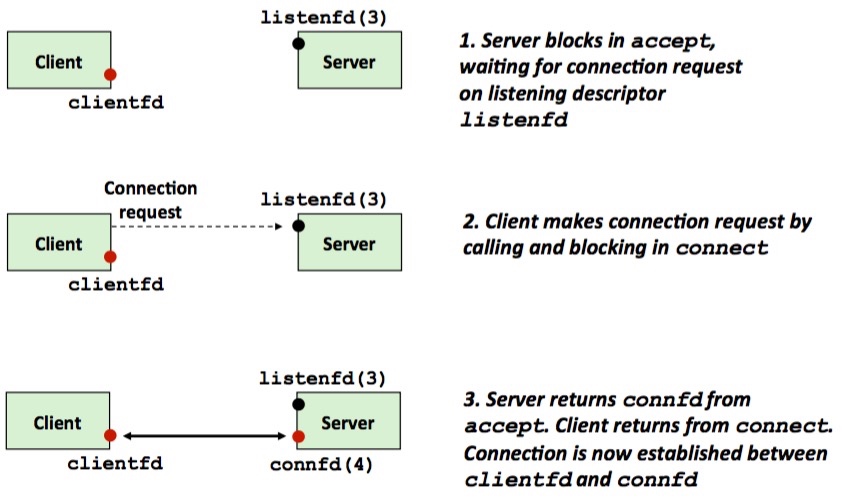 listenfd(3)
Client
Server
clientfd
1. Server blocks in accept,
waiting for connection request
on listening descriptor
listenfd
Connection
request
listenfd(3)
Client
Server
clientfd
2. Client makes connection request by
calling and blocking in connect
listenfd(3)
Client
Server
clientfd
connfd(4)
3. Server returns connfd from
accept. Client returns from connect.
Connection is now established between
clientfd and connfd